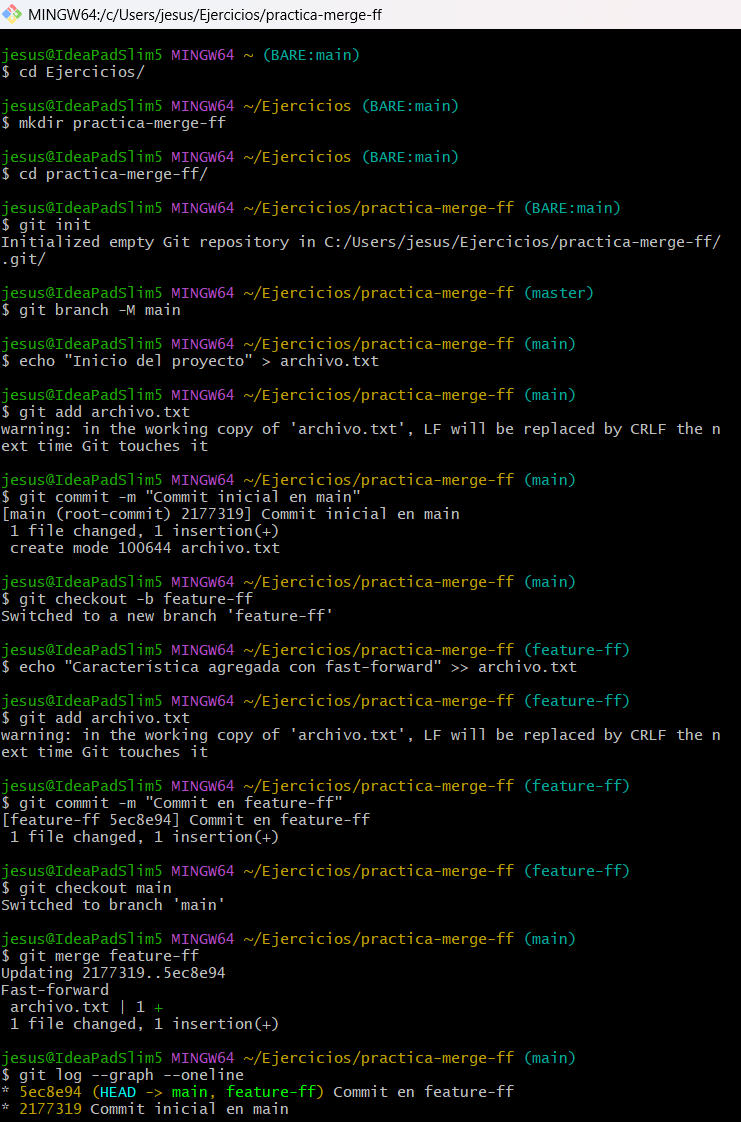 MINGW64:/c/Users/jesus/Ejercicios/practica-merge-ff
jesus@IdeaPadSlim5 MINGW64 ~ (BARE:main)
$ cd Ejercicios/
jesus@IdeaPadSlim5 MINGW64 ~/Ejercicios (BARE:main)
$ mkdir practica-merge-ff
jesus@IdeaPadSlim5 MINGW64 ~/Ejercicios (BARE:main)
$ cd practica-merge-ff/
jesus@IdeaPadSlim5 MINGW64 ~/Ejercicios/practica-merge-ff (BARE:main)
$ git init
Initialized empty Git repository in C:/Users/jesus/Ejercicios/practica-merge-ff/
.git/
jesus@IdeaPadSlim5 MINGW64 ~/Ejercicios/practica-merge-ff (master)
$ git branch -M main
jesus@IdeaPadSlim5 MINGW64 ~/Ejercicios/practica-merge-ff (main)
$ echo "Inicio del proyecto" > archivo.txt
jesus@IdeaPadSlim5 MINGW64 ~/Ejercicios/practica-merge-ff (main)
$ git add archivo.txt
warning: in the working copy of 'archivo.txt', LF will be replaced by CRLF the n
ext time Git touches it
jesus@IdeaPadSlim5 MINGW64 ~/Ejercicios/practica-merge-ff (main)
$ git commit -m "Commit inicial en main"
[main (root-commit) 2177319] Commit inicial en main
 1 file changed, 1 insertion(+)
 create mode 100644 archivo.txt
jesus@IdeaPadSlim5 MINGW64 ~/Ejercicios/practica-merge-ff (main)
$ git checkout -b feature-ff
Switched to a new branch 'feature-ff'
jesus@IdeaPadSlim5 MINGW64 ~/Ejercicios/practica-merge-ff (feature-ff)
$ echo "Característica agregada con fast-forward" >> archivo.txt
jesus@IdeaPadSlim5 MINGW64 ~/Ejercicios/practica-merge-ff (feature-ff)
$ git add archivo.txt
warning: in the working copy of 'archivo.txt', LF will be replaced by CRLF the n
ext time Git touches it
jesus@IdeaPadSlim5 MINGW64 ~/Ejercicios/practica-merge-ff (feature-ff)
$ git commit -m "Commit en feature-ff"
[feature-ff 5ec8e94] Commit en feature-ff
 1 file changed, 1 insertion(+)
jesus@IdeaPadSlim5 MINGW64 ~/Ejercicios/practica-merge-ff (feature-ff)
$ git checkout main
Switched to branch 'main'
jesus@IdeaPadSlim5 MINGW64 ~/Ejercicios/practica-merge-ff (main)
$ git merge feature-ff
Updating 2177319..5ec8e94
Fast-forward
 archivo.txt | 1 +
 1 file changed, 1 insertion(+)
jesus@IdeaPadSlim5 MINGW64 ~/Ejercicios/practica-merge-ff (main)
$ git log --graph --oneline
* 5ec8e94 (HEAD -> main, feature-ff) Commit en feature-ff
* 2177319 Commit inicial en main